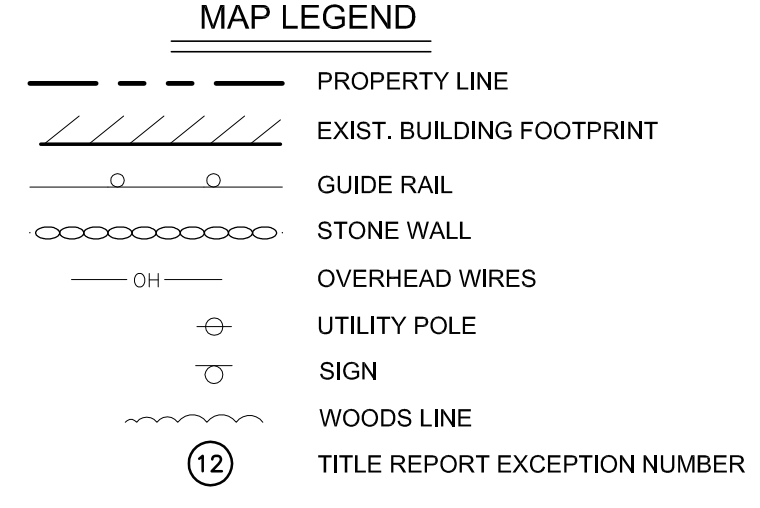 MAP LEGEND
PROPERTY LINE
EXIST. BUILDING FOOTPRINT
GUIDE RAIL
STONE WALL
OH OVERHEAD WIRES
UTILITY POLE
SIGN
WOODS LINE
12 TITLE REPORT EXCEPTION NUMBER